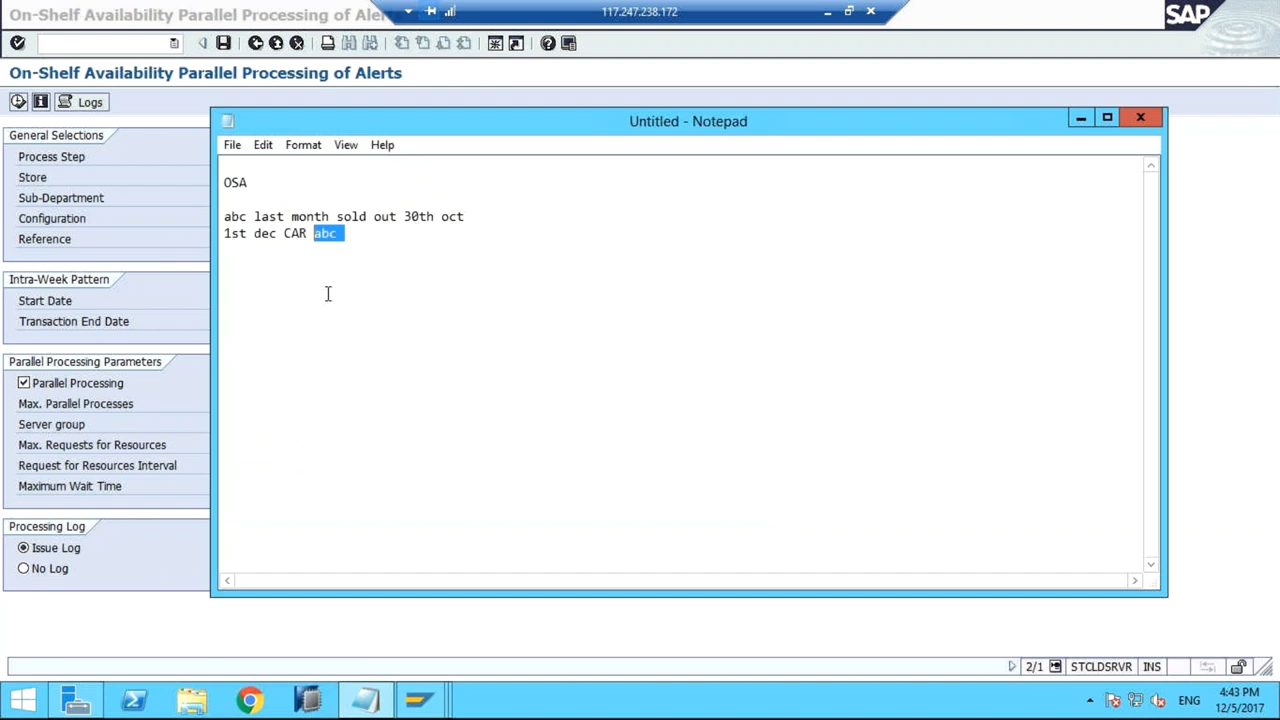 On-Shelf Availability Parallel Processing of Alerts
117.247.238.172
SAP
On-Shelf Availability Parallel Processing of Alerts
Logs
General Selections
Process Step
Store
Sub-Department
Configuration
Reference
Intra-Week Pattern
Start Date
Transaction End Date
Parallel Processing Parameters
Parallel Processing
Max. Parallel Processes
Server group
Max. Requests for Resources
Request for Resources Interval
Maximum Wait Time
Processing Log
Issue Log
No Log
Untitled - Notepad
File Edit Format View Help
OSA
abc last month sold out 30th oct
1st dec CAR abc
2/1 STCLDSRVR INS
ENG
4:43 PM
12/5/2017